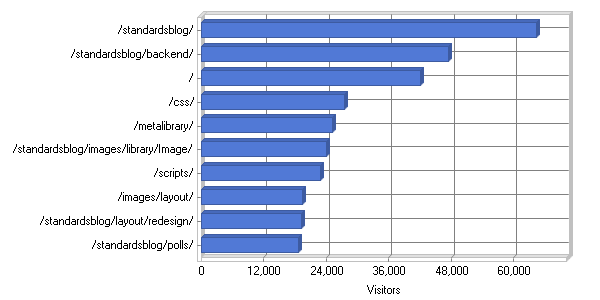 /standardsblog/
/standardsblog/backend/
/
/css/
/metalibrary/
/standardsblog/images/library/Image/
/scripts/
/images/layout/
/standardsblog/layout/redesign/
/standardsblog/polls/
0 12,000 24,000 36,000 48,000 60,000
Visitors